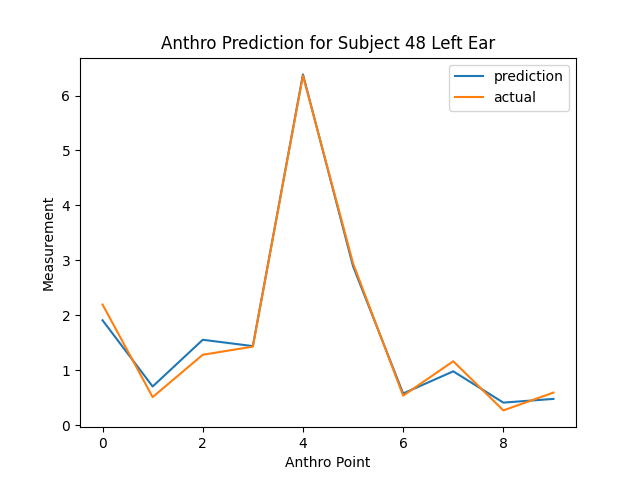 Anthro Prediction for Subject 48 Left Ear
prediction
actual
Measurement
6
5
4
3
2
1
0
0 2 4 6 8
Anthro Point